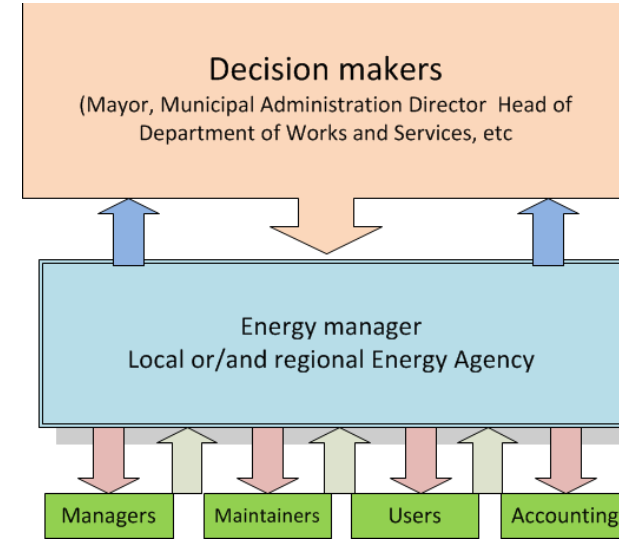 Decision makers
(Mayor, Municipal Administration Director  Head of
Department of Works and Services, etc
Energy manager
Local or/and regional Energy Agency
Managers
Maintainers
Users
Accounting